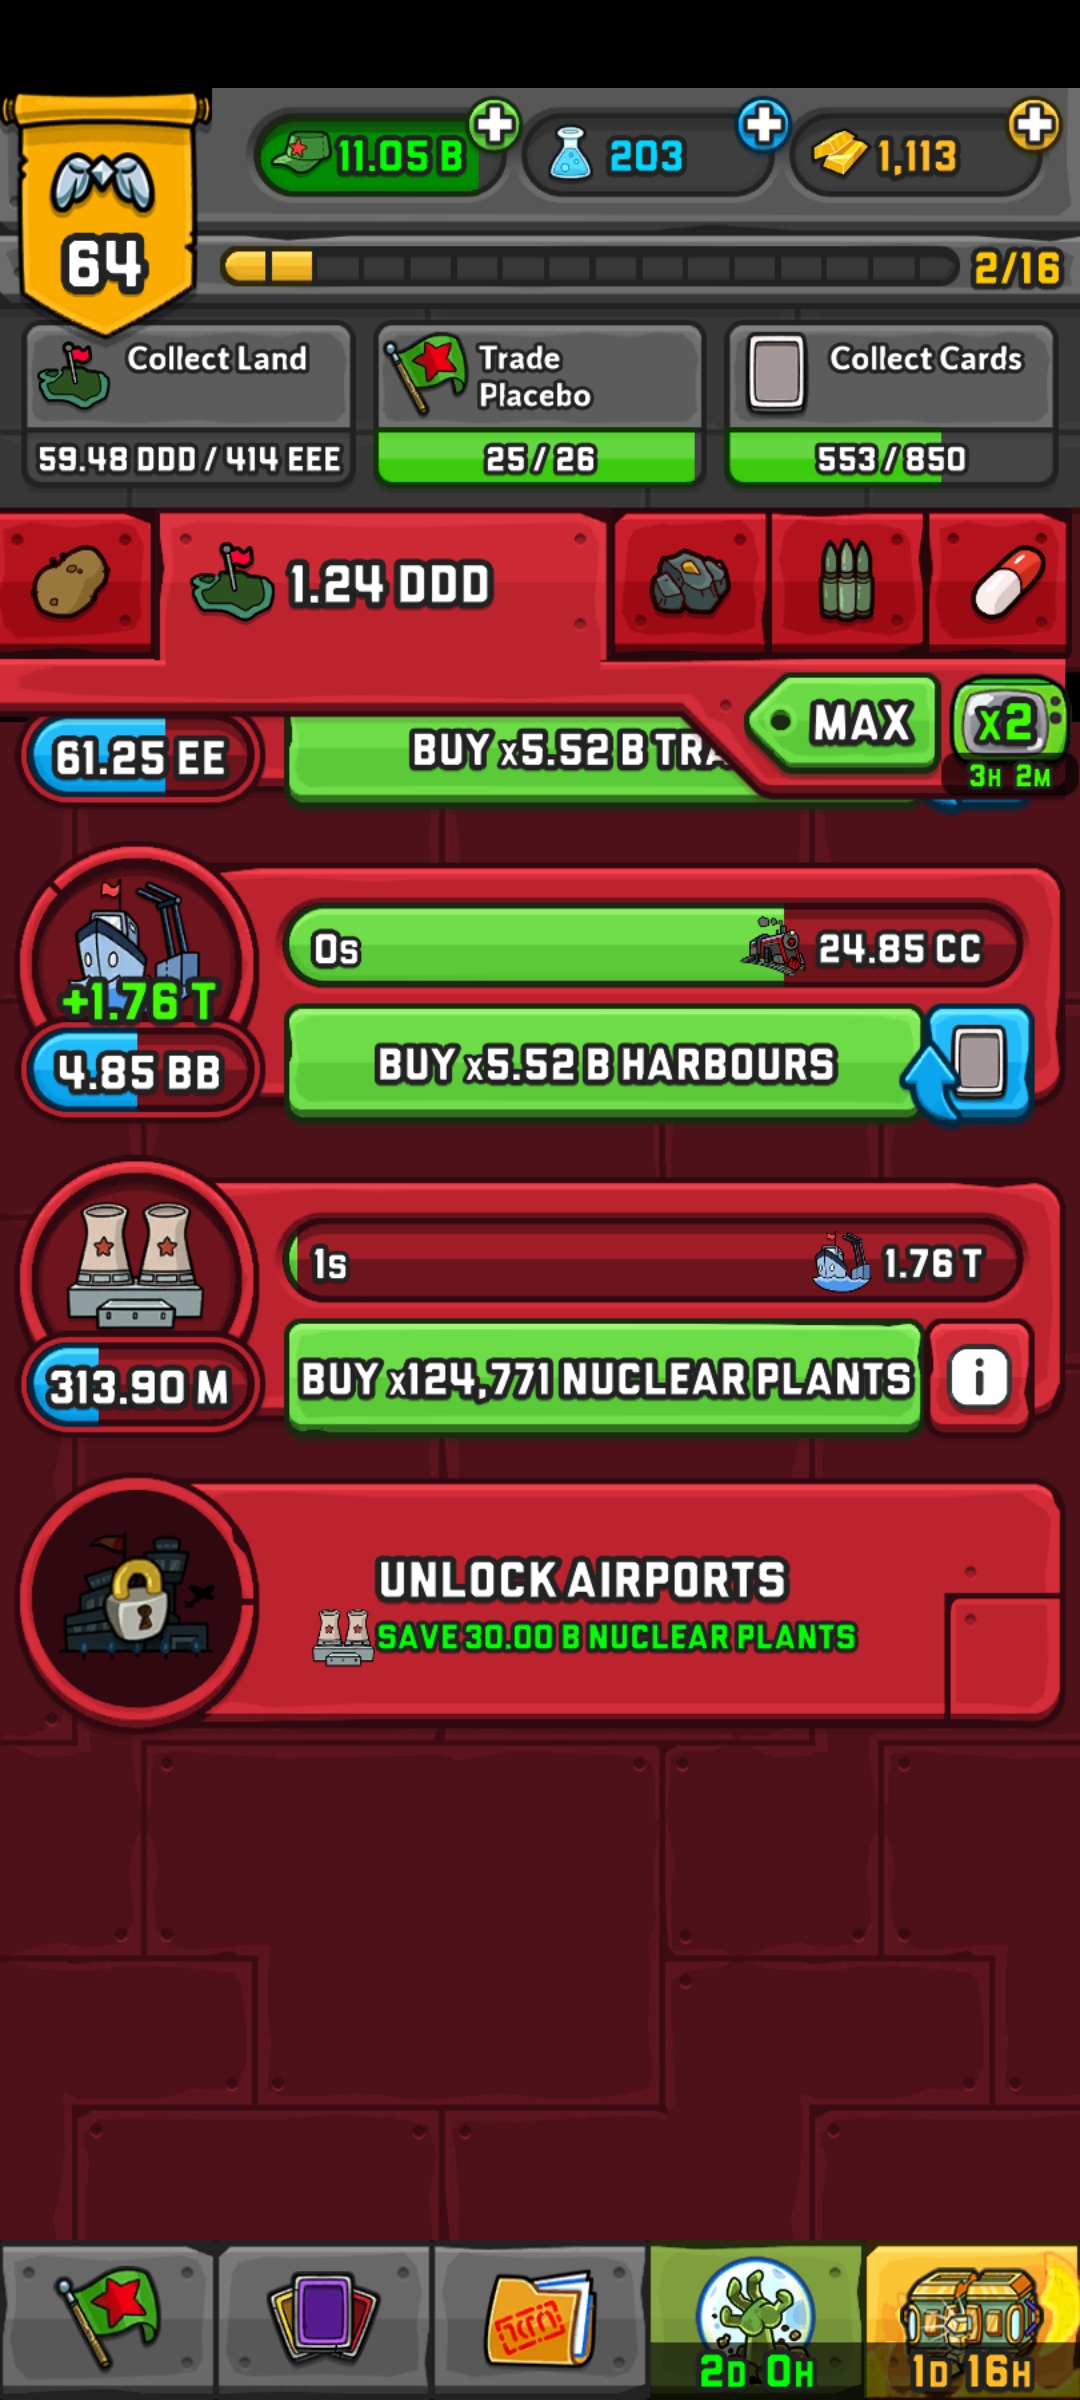 11.05 B
203
1,113
64
2/16
Collect Land
59.48 DDD / 414 EEE
Trade
Placebo
25 / 26
Collect Cards
553 / 850
1.24 DDD
MAX
x2
3H 2M
61.25 EE
BUY x5.52 B
0s
24.85 CC
+1.76 T
4.85 BB
BUY x5.52 B HARBOURS
1s
1.76 T
313.90 M
BUY x124,771 NUCLEAR PLANTS
i
UNLOCK AIRPORTS
SAVE 30.00 B NUCLEAR PLANTS
2D 0H
1D 16H